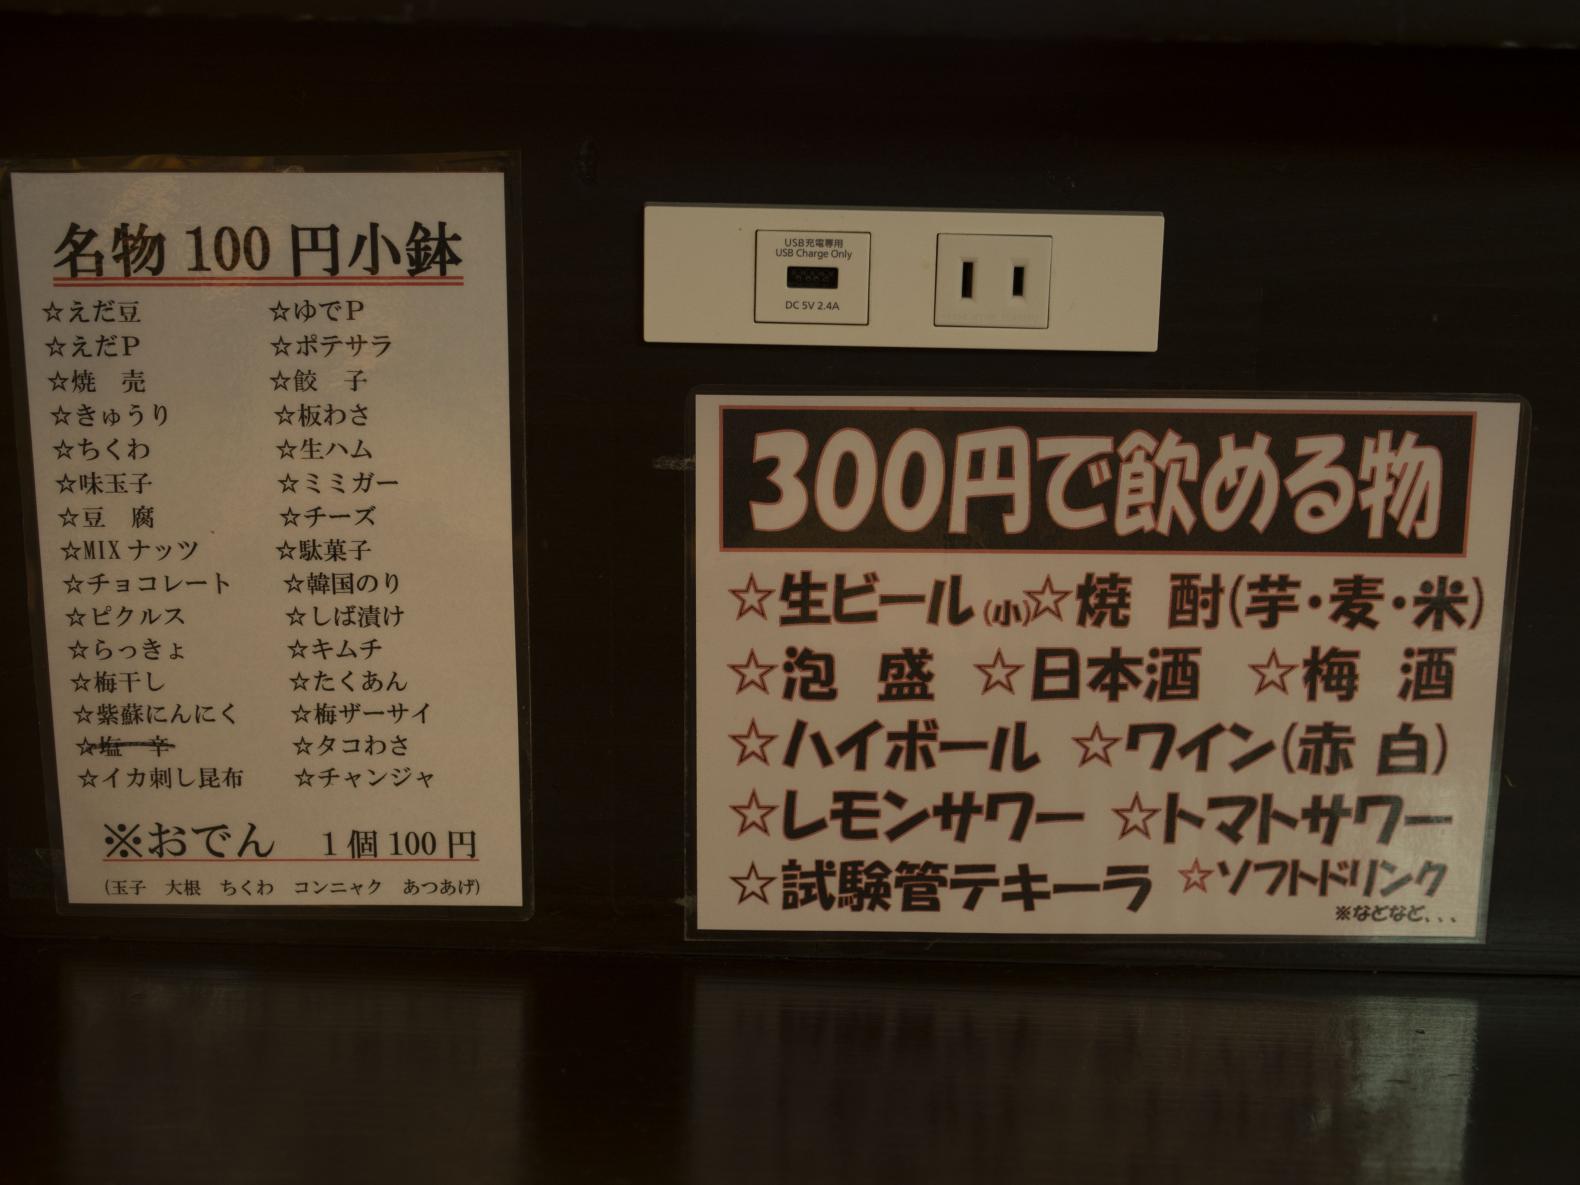 名物 100 円小鉢
☆えだ豆 ☆ゆでP
☆えだP ☆ポテサラ
☆焼 売 ☆餃 子
☆きゅうり ☆板わさ
☆ちくわ ☆生ハム
☆味玉子 ☆ミミガー
☆豆 腐 ☆チーズ
☆MIX ナッツ ☆駄菓子
☆チョコレート ☆韓国のり
☆ピクルス ☆しば漬け
☆らっきょ ☆キムチ
☆梅干し ☆たくあん
☆紫蘇にんにく ☆梅ザーサイ
☆塩 辛 ☆タコわさ
☆イカ刺し昆布 ☆チャンジャ
※おでん 1個100円
(玉子 大根 ちくわ コンニャク あつあげ)
USB充電専用
USB Charge Only
DC 5V 2.4A
300円で飲める物
☆生ビール(小)☆焼 酎(芋・麦・米)
☆泡 盛 ☆日本酒 ☆梅 酒
☆ハイボール ☆ワイン(赤 白)
☆レモンサワー ☆トマトサワー
☆試験管テキーラ ☆ソフトドリンク
※などなど、、、